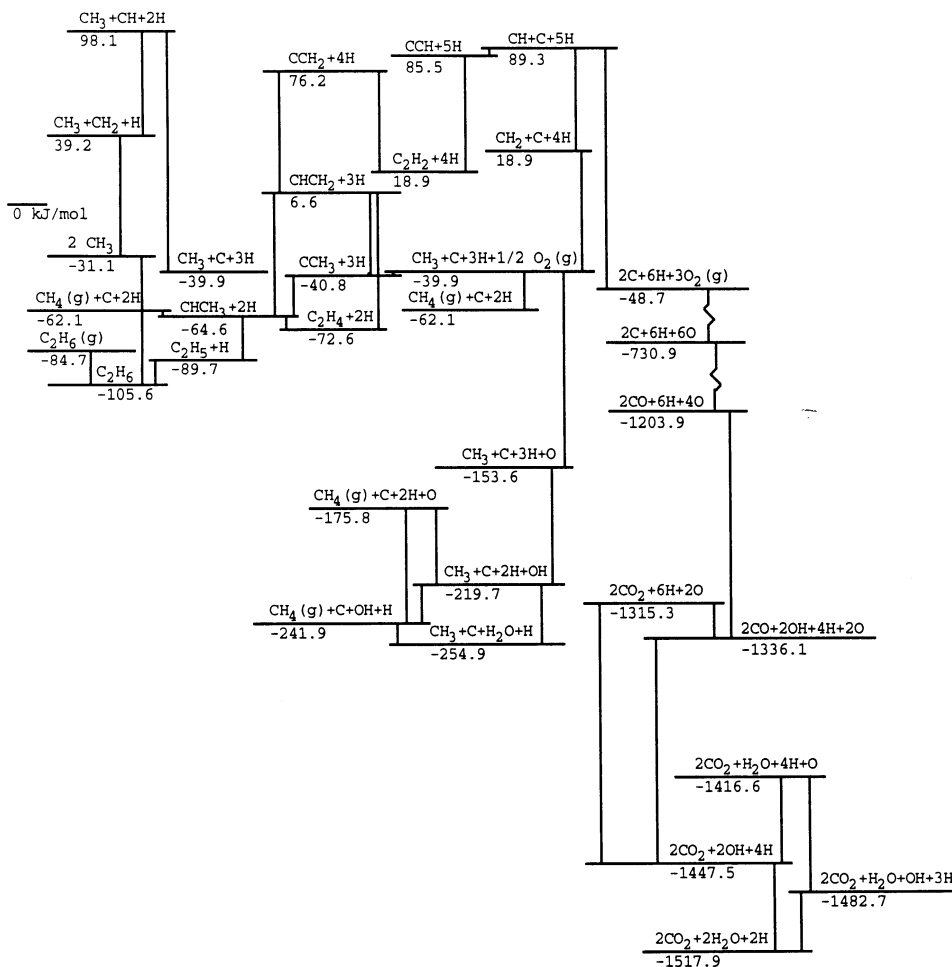 CH₃+CH+2H
98.1
CCH₂+4H
76.2
CCH+5H
85.5
CH+C+5H
89.3
CH₃+CH₂+H
39.2
CH₂+C+4H
18.9
C₂H₂+4H
18.9
CHCH₂+3H
6.6
0 kJ/mol
2 CH₃
-31.1
CH₃+C+3H
-39.9
CCH₃+3H
-40.8
CH₃+C+3H+1/2 O₂(g)
-39.9
2C+6H+3O₂(g)
-48.7
CH₄(g)+C+2H
-62.1
CHCH₃+2H
-64.6
C₂H₄+2H
-72.6
CH₄(g)+C+2H
-62.1
C₂H₆(g)
-84.7
C₂H₅+H
-89.7
C₂H₆
-105.6
2C+6H+6O
-730.9
2CO+6H+4O
-1203.9
CH₃+C+3H+O
-153.6
CH₄(g)+C+2H+O
-175.8
CH₃+C+2H+OH
-219.7
CH₄(g)+C+OH+H
-241.9
CH₃+C+H₂O+H
-254.9
2CO₂+6H+2O
-1315.3
2CO+2OH+4H+2O
-1336.1
2CO₂+H₂O+4H+O
-1416.6
2CO₂+2OH+4H
-1447.5
2CO₂+H₂O+OH+3H
-1482.7
2CO₂+2H₂O+2H
-1517.9